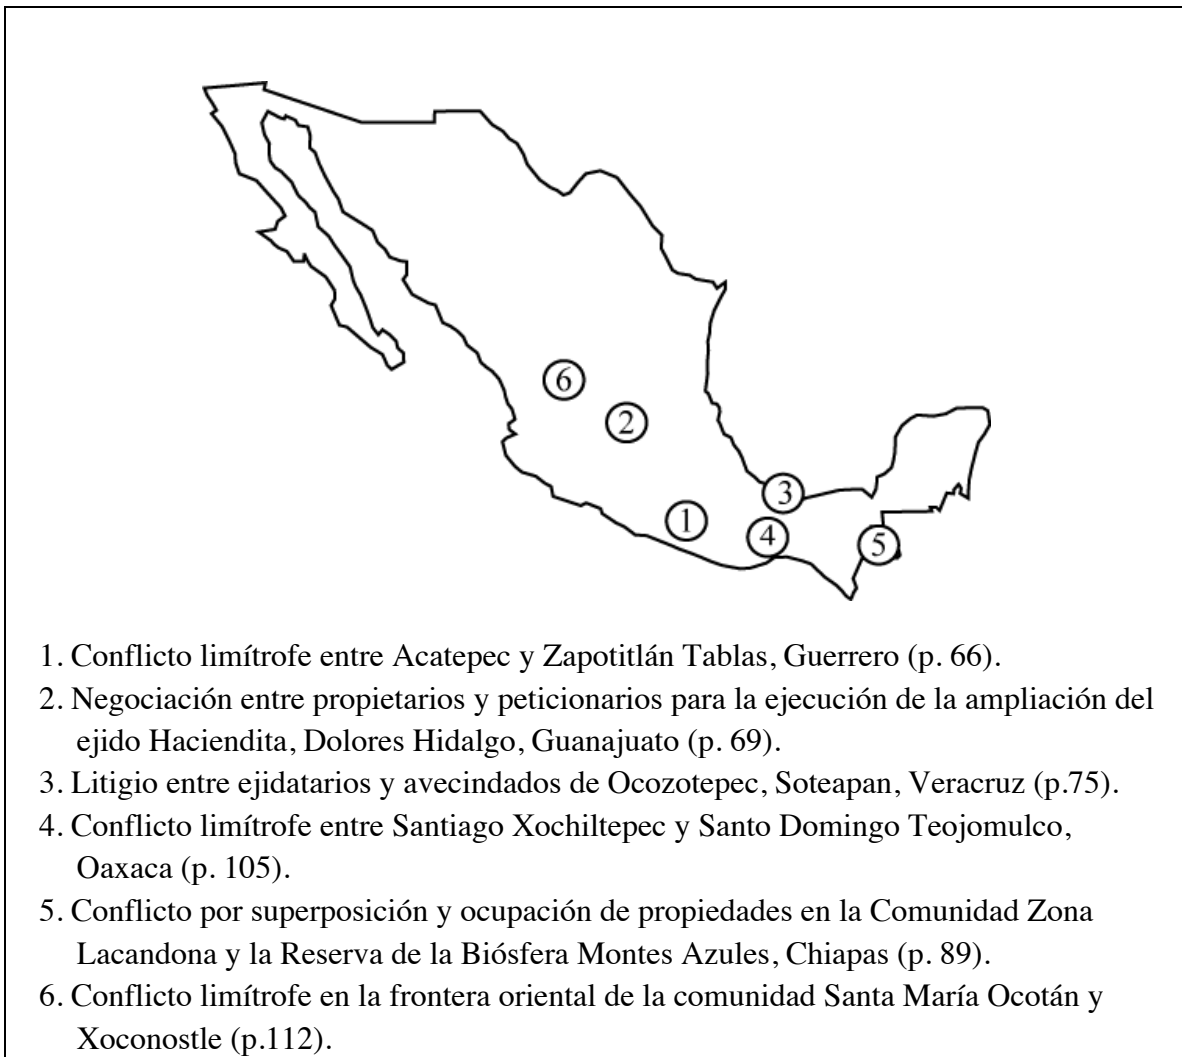 6
2
3
1
4
5
1. Conflicto limítrofe entre Acatepec y Zapotitlán Tablas, Guerrero (p. 66).
2. Negociación entre propietarios y peticionarios para la ejecución de la ampliación del
ejido Haciendita, Dolores Hidalgo, Guanajuato (p. 69).
3. Litigio entre ejidatarios y avecindados de Ocozotepec, Soteapan, Veracruz (p.75).
4. Conflicto limítrofe entre Santiago Xochiltepec y Santo Domingo Teojomulco,
Oaxaca (p. 105).
5. Conflicto por superposición y ocupación de propiedades en la Comunidad Zona
Lacandona y la Reserva de la Biósfera Montes Azules, Chiapas (p. 89).
6. Conflicto limítrofe en la frontera oriental de la comunidad Santa María Ocotán y
Xoconostle (p.112).